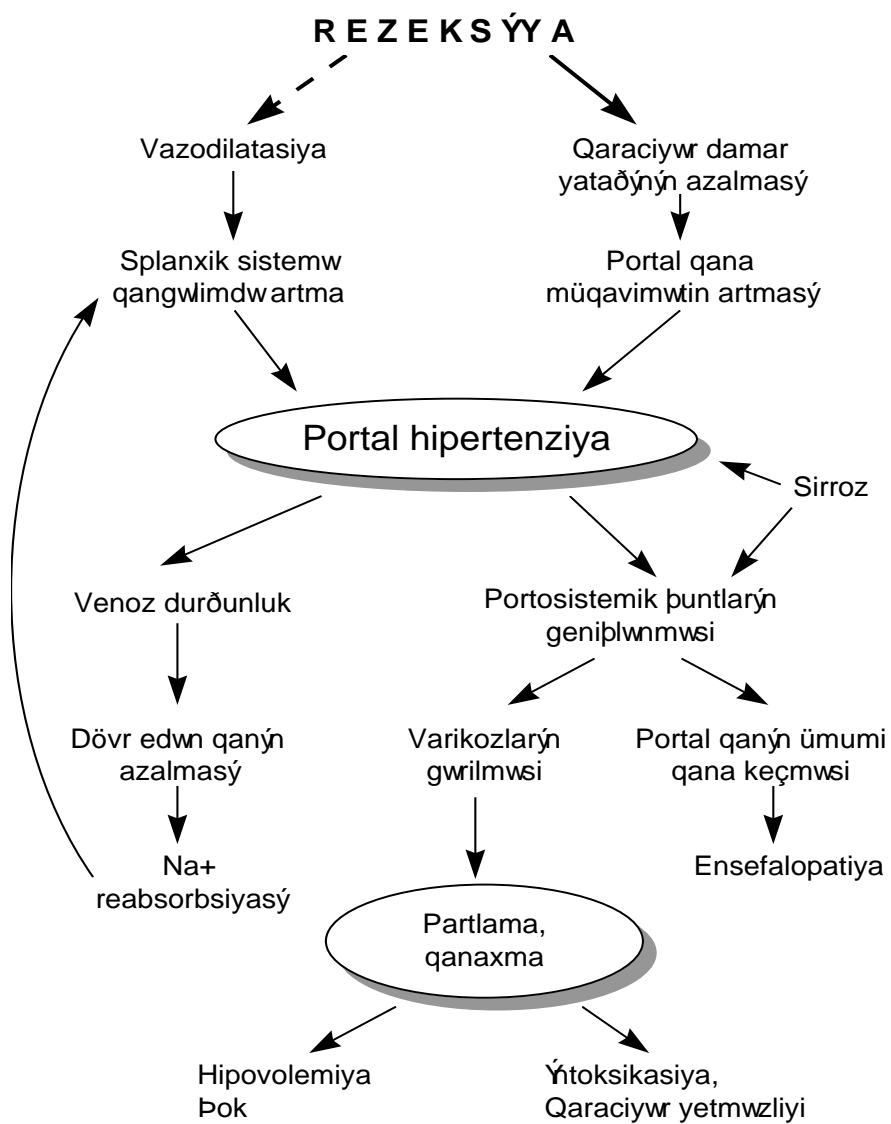 R E Z E K S ÝY A
Vazodilatasiya
Qaraciywr damar
yataðýnýn azalmasý
Splanxik sistemw
qangwlimdw artma
Portal qana
müqavimwtin artmasý
Portal hipertenziya
Sirroz
Venoz durðunluk
Portosistemik þuntlarýn
geniþlwnmwsi
Dövr edwn qanýn
azalmasý
Varikozlarýn
gwrilmwsi
Portal qanýn ümumi
qana keçmwsi
Na+
reabsorbsiyasý
Ensefalopatiya
Partlama,
qanaxma
Hipovolemiya
Þok
Ýntoksikasiya,
Qaraciywr yetmwzliyi